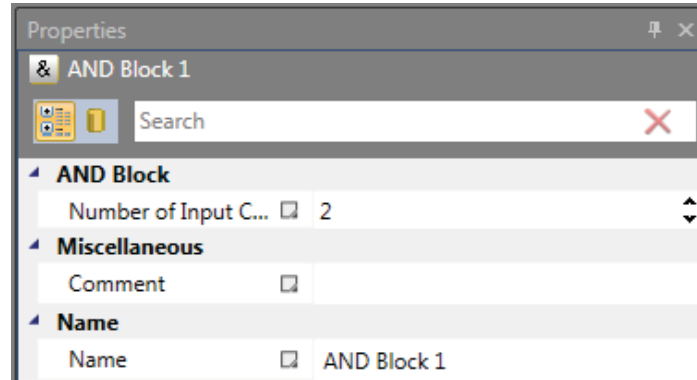 Properties
& AND Block 1
Search
AND Block
Number of Input C... 2
Miscellaneous
Comment
Name
Name AND Block 1